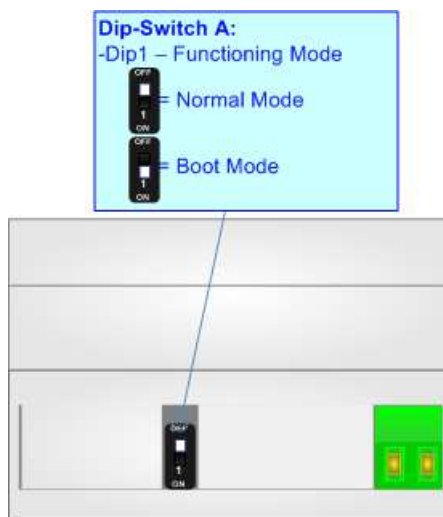 Dip-Switch A:
-Dip1 – Functioning Mode
OFF
1
ON
= Normal Mode
OFF
1
ON
= Boot Mode
OFF
1
ON